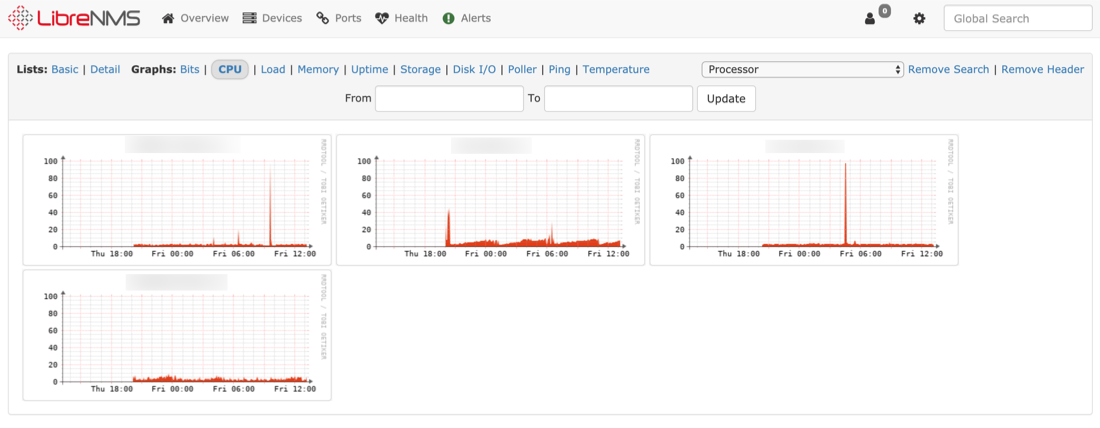 LibreNMS Overview Devices Ports Health Alerts 0 Global Search
Lists: Basic | Detail Graphs: Bits | CPU | Load | Memory | Uptime | Storage | Disk I/O | Poller | Ping | Temperature Processor Remove Search | Remove Header
From To Update
100
80
60
40
20
0
Thu 18:00 Fri 00:00 Fri 06:00 Fri 12:00
RRDTOOL / TOBI OETIKER
100
80
60
40
20
0
Thu 18:00 Fri 00:00 Fri 06:00 Fri 12:00
RRDTOOL / TOBI OETIKER
100
80
60
40
20
0
Thu 18:00 Fri 00:00 Fri 06:00 Fri 12:00
RRDTOOL / TOBI OETIKER
100
80
60
40
20
0
Thu 18:00 Fri 00:00 Fri 06:00 Fri 12:00
RRDTOOL / TOBI OETIKER